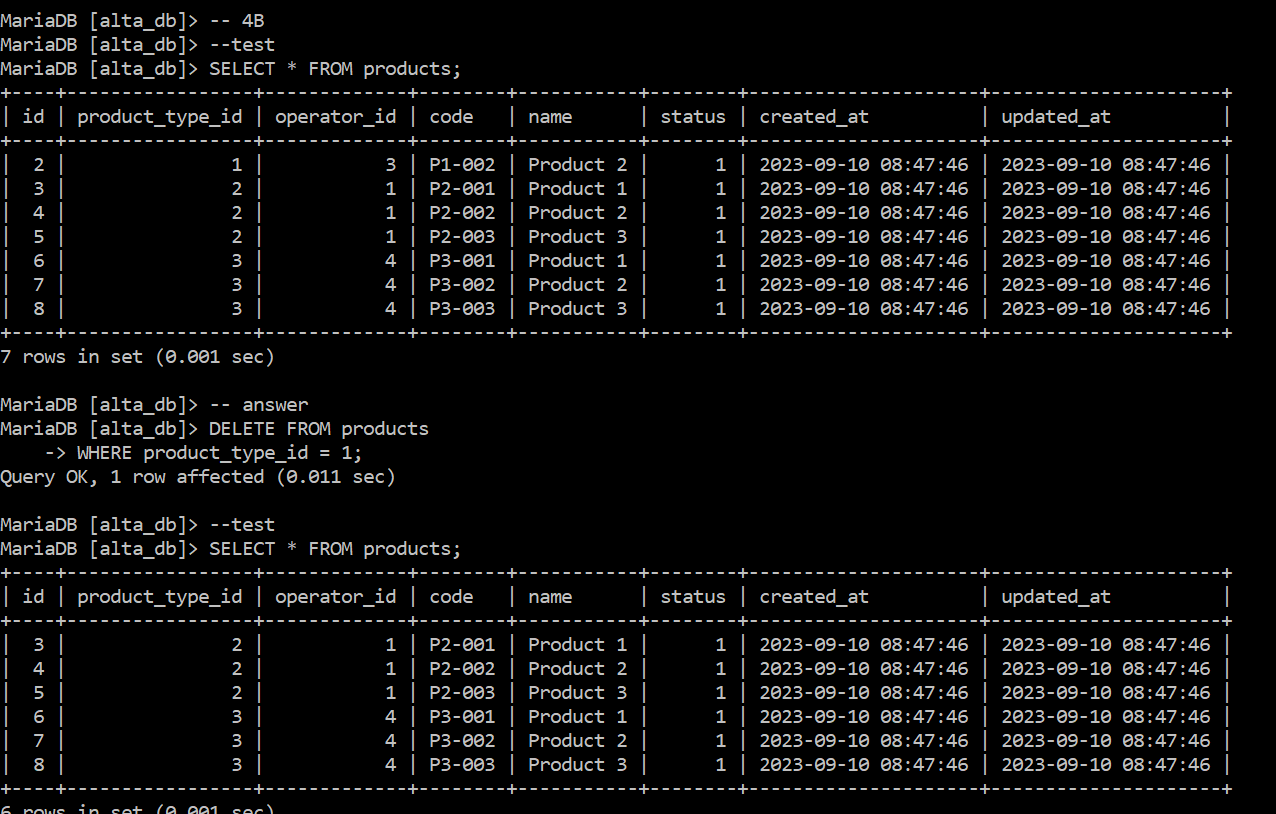 MariaDB [alta_db]> -- 4B
MariaDB [alta_db]> --test
MariaDB [alta_db]> SELECT * FROM products;
+----+-----------------+-------------+--------+-----------+--------+---------------------+---------------------+
| id | product_type_id | operator_id | code   | name      | status | created_at          | updated_at          |
+----+-----------------+-------------+--------+-----------+--------+---------------------+---------------------+
|  2 |               1 |           3 | P1-002 | Product 2 |      1 | 2023-09-10 08:47:46 | 2023-09-10 08:47:46 |
|  3 |               2 |           1 | P2-001 | Product 1 |      1 | 2023-09-10 08:47:46 | 2023-09-10 08:47:46 |
|  4 |               2 |           1 | P2-002 | Product 2 |      1 | 2023-09-10 08:47:46 | 2023-09-10 08:47:46 |
|  5 |               2 |           1 | P2-003 | Product 3 |      1 | 2023-09-10 08:47:46 | 2023-09-10 08:47:46 |
|  6 |               3 |           4 | P3-001 | Product 1 |      1 | 2023-09-10 08:47:46 | 2023-09-10 08:47:46 |
|  7 |               3 |           4 | P3-002 | Product 2 |      1 | 2023-09-10 08:47:46 | 2023-09-10 08:47:46 |
|  8 |               3 |           4 | P3-003 | Product 3 |      1 | 2023-09-10 08:47:46 | 2023-09-10 08:47:46 |
+----+-----------------+-------------+--------+-----------+--------+---------------------+---------------------+
7 rows in set (0.001 sec)
MariaDB [alta_db]> -- answer
MariaDB [alta_db]> DELETE FROM products
    -> WHERE product_type_id = 1;
Query OK, 1 row affected (0.011 sec)
MariaDB [alta_db]> --test
MariaDB [alta_db]> SELECT * FROM products;
+----+-----------------+-------------+--------+-----------+--------+---------------------+---------------------+
| id | product_type_id | operator_id | code   | name      | status | created_at          | updated_at          |
+----+-----------------+-------------+--------+-----------+--------+---------------------+---------------------+
|  3 |               2 |           1 | P2-001 | Product 1 |      1 | 2023-09-10 08:47:46 | 2023-09-10 08:47:46 |
|  4 |               2 |           1 | P2-002 | Product 2 |      1 | 2023-09-10 08:47:46 | 2023-09-10 08:47:46 |
|  5 |               2 |           1 | P2-003 | Product 3 |      1 | 2023-09-10 08:47:46 | 2023-09-10 08:47:46 |
|  6 |               3 |           4 | P3-001 | Product 1 |      1 | 2023-09-10 08:47:46 | 2023-09-10 08:47:46 |
|  7 |               3 |           4 | P3-002 | Product 2 |      1 | 2023-09-10 08:47:46 | 2023-09-10 08:47:46 |
|  8 |               3 |           4 | P3-003 | Product 3 |      1 | 2023-09-10 08:47:46 | 2023-09-10 08:47:46 |
+----+-----------------+-------------+--------+-----------+--------+---------------------+---------------------+
6 rows in set (0.001 sec)